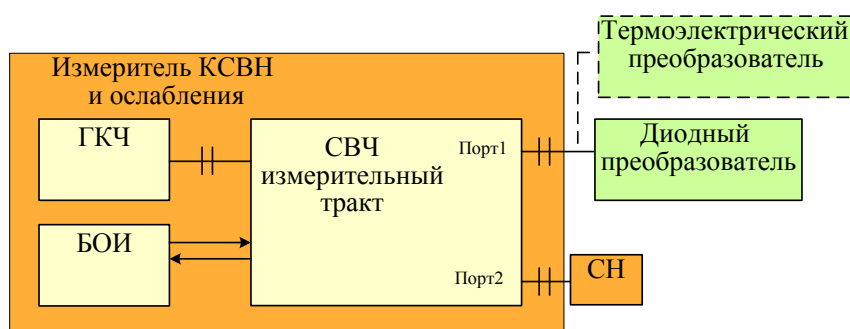 Термоэлектрический
преобразователь
Измеритель КСВН
и ослабления
ГКЧ
СВЧ
измерительный
тракт
Порт1
Диодный
преобразователь
БОИ
Порт2
СН